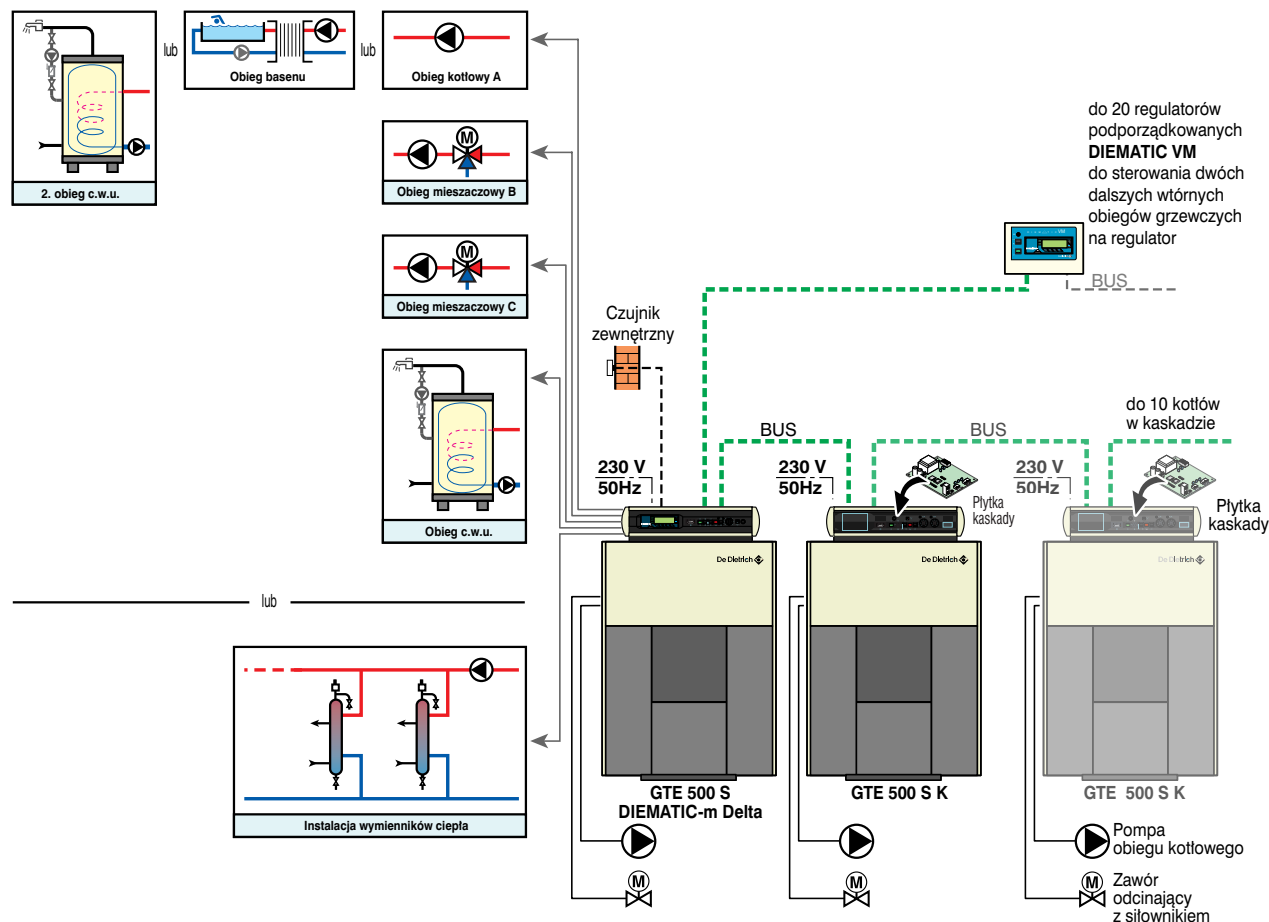 lub
lub
Obieg basenu
Obieg kotłowy A
2. obieg c.w.u.
M
Obieg mieszaczowy B
M
Obieg mieszaczowy C
Obieg c.w.u.
do 20 regulatorów
podporządkowanych
DIEMATIC VM
do sterowania dwóch
dalszych wtórnych
obiegów grzewczych
na regulator
VM
BUS
Czujnik
zewnętrzny
BUS
BUS
do 10 kotłów
w kaskadzie
230 V
50Hz
230 V
50Hz
230 V
50Hz
Płytka
kaskady
Płytka
kaskady
De Dietrich
De Dietrich
De Dietrich
lub
Instalacja wymienników ciepła
GTE 500 S
DIEMATIC-m Delta
GTE 500 S K
GTE 500 S K
Pompa
obiegu kotłowego
M
M
M
Zawór
odcinający
z siłownikiem